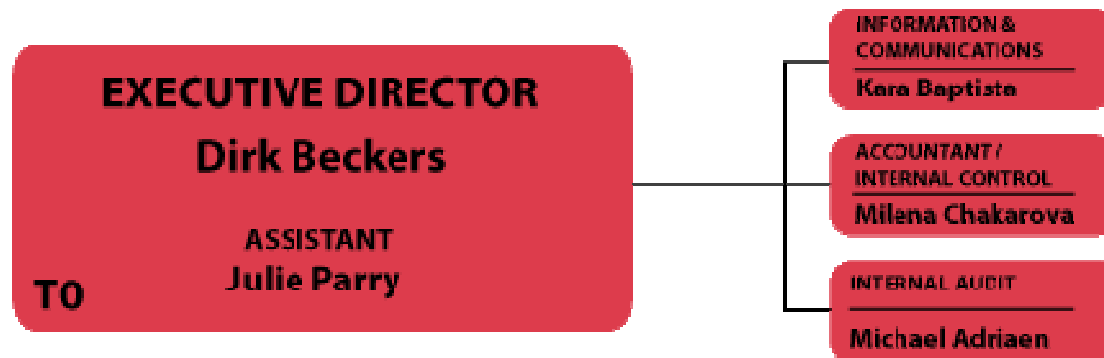 EXECUTIVE DIRECTOR
Dirk Beckers
ASSISTANT
Julie Parry
T0
INFORMATION &
COMMUNICATIONS
Kara Baptista
ACCOUNTANT /
INTERNAL CONTROL
Milena Chakarova
INTERNAL AUDIT
Michael Adriaen